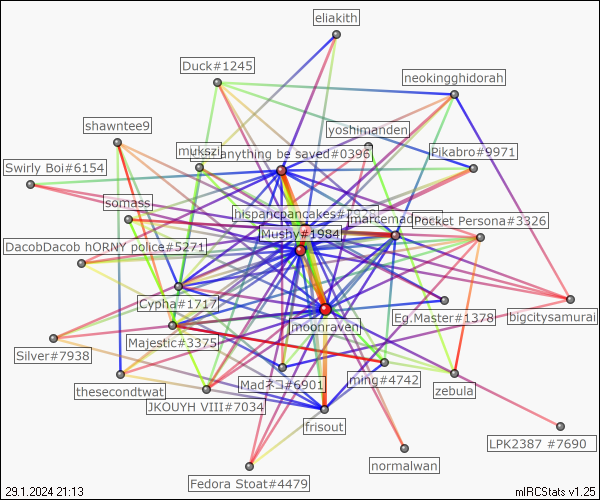 eliakith
Duck#1245
neokingghidorah
shawntee9
yoshimanden
mukszi
anything be saved#0396
Pikabro#9971
Swirly Boi#6154
somass
hispanicpancakes#
marcemad
Pocket Persona#3326
Mushy#1984
DacobDacob hORNY police#5271
Cypha#1717
Eg.Master#1378
bigcitysamurai
moonraven
Majestic#3375
Silver#7938
Madネコ#6901
ming#4742
thesecondtwat
zebula
JKOUYH VIII#7034
frisout
LPK2387 #7690
normalwan
Fedora Stoat#4479
29.1.2024 21:13
mIRCStats v1.25